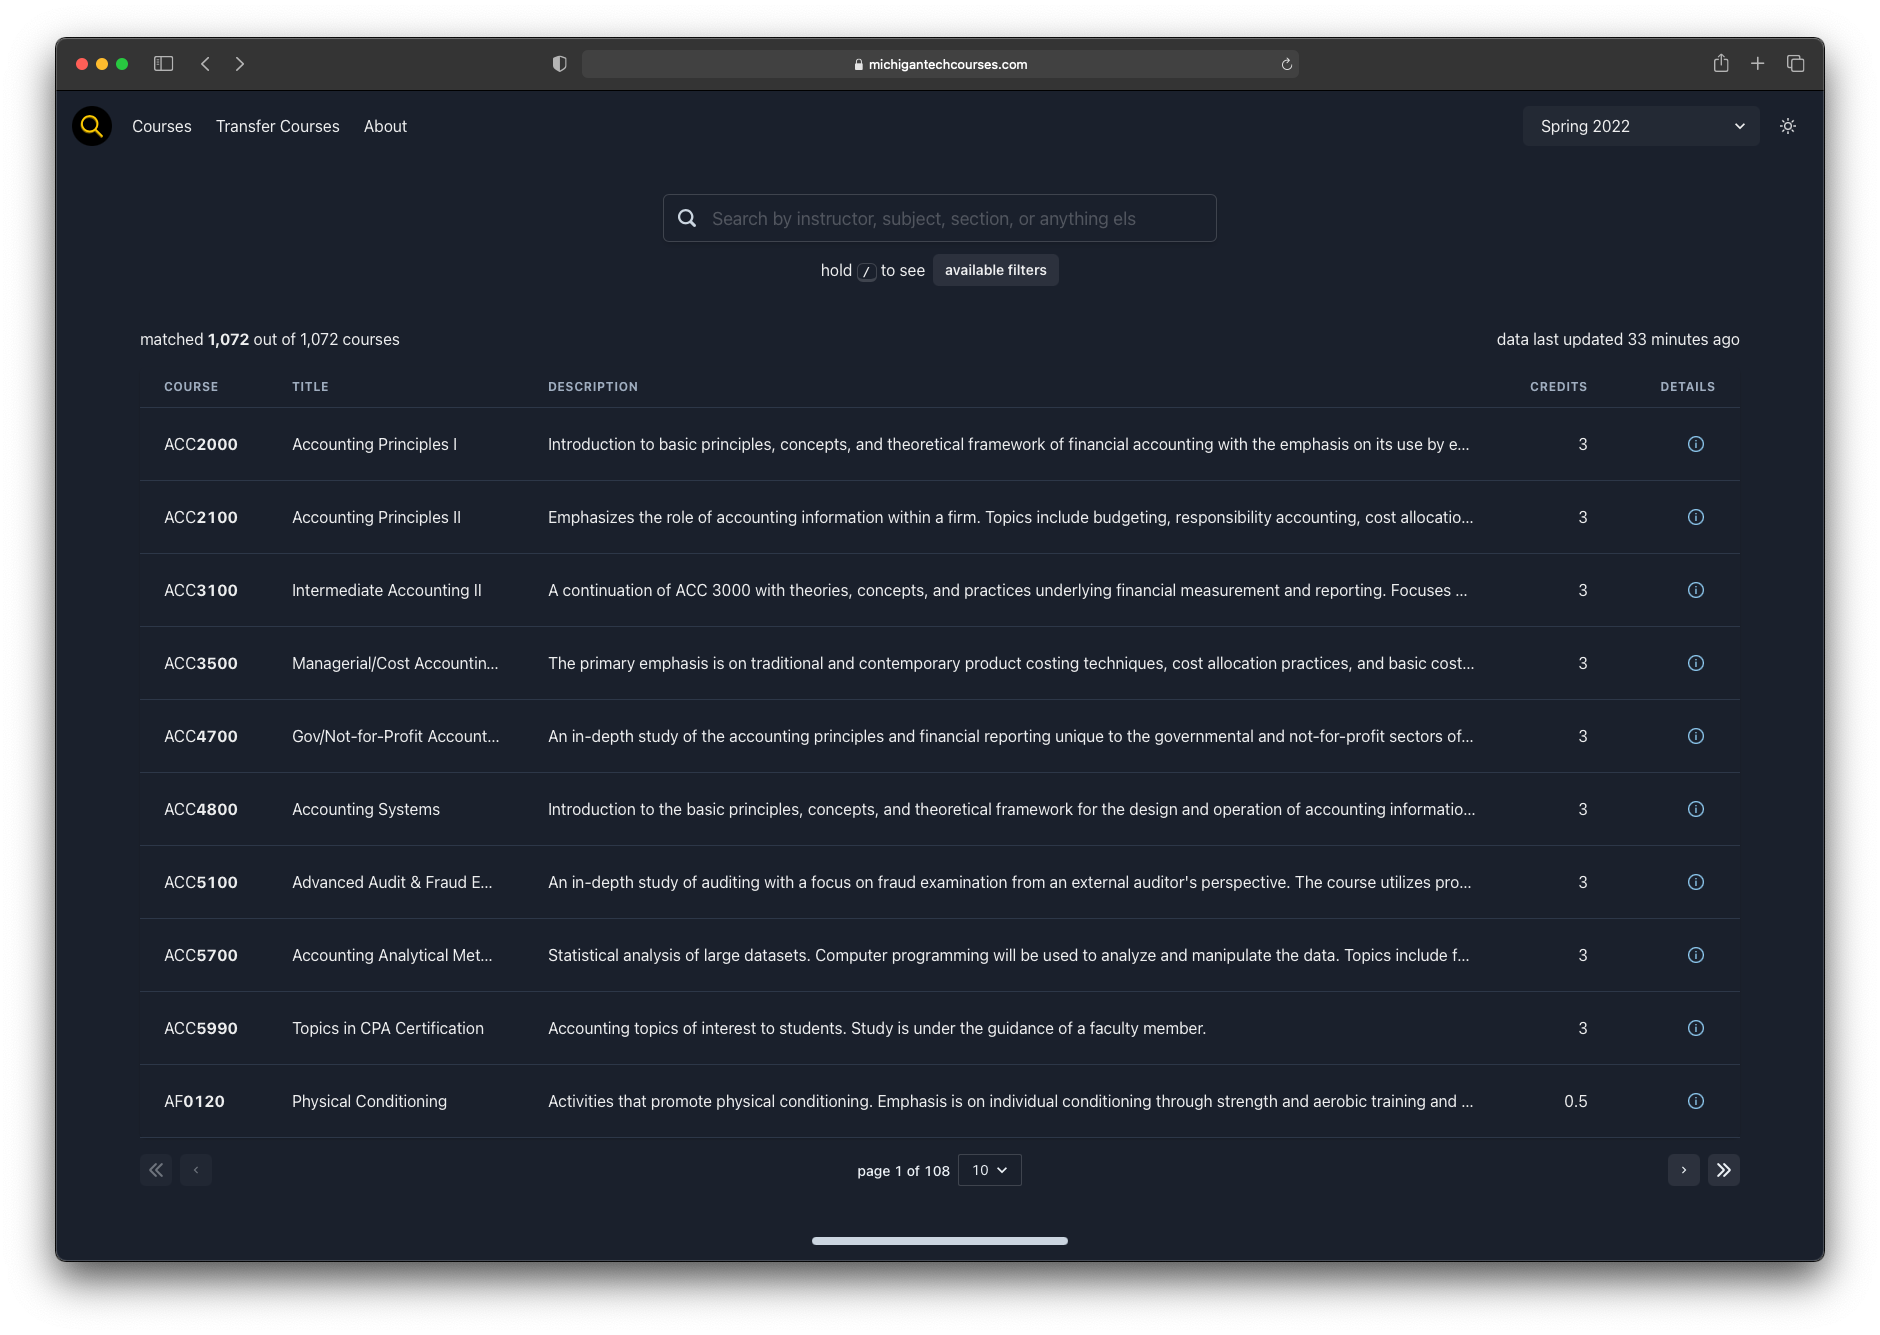 michigantechcourses.com
Courses Transfer Courses About Spring 2022
Search by instructor, subject, section, or anything els
hold / to see available filters
matched 1,072 out of 1,072 courses data last updated 33 minutes ago
COURSE TITLE DESCRIPTION CREDITS DETAILS
ACC2000 Accounting Principles I Introduction to basic principles, concepts, and theoretical framework of financial accounting with the emphasis on its use by e... 3
ACC2100 Accounting Principles II Emphasizes the role of accounting information within a firm. Topics include budgeting, responsibility accounting, cost allocatio... 3
ACC3100 Intermediate Accounting II A continuation of ACC 3000 with theories, concepts, and practices underlying financial measurement and reporting. Focuses ... 3
ACC3500 Managerial/Cost Accountin... The primary emphasis is on traditional and contemporary product costing techniques, cost allocation practices, and basic cost... 3
ACC4700 Gov/Not-for-Profit Account... An in-depth study of the accounting principles and financial reporting unique to the governmental and not-for-profit sectors of... 3
ACC4800 Accounting Systems Introduction to the basic principles, concepts, and theoretical framework for the design and operation of accounting informatio... 3
ACC5100 Advanced Audit & Fraud E... An in-depth study of auditing with a focus on fraud examination from an external auditor's perspective. The course utilizes pro... 3
ACC5700 Accounting Analytical Met... Statistical analysis of large datasets. Computer programming will be used to analyze and manipulate the data. Topics include f... 3
ACC5990 Topics in CPA Certification Accounting topics of interest to students. Study is under the guidance of a faculty member. 3
AF0120 Physical Conditioning Activities that promote physical conditioning. Emphasis is on individual conditioning through strength and aerobic training and ... 0.5
page 1 of 108 10